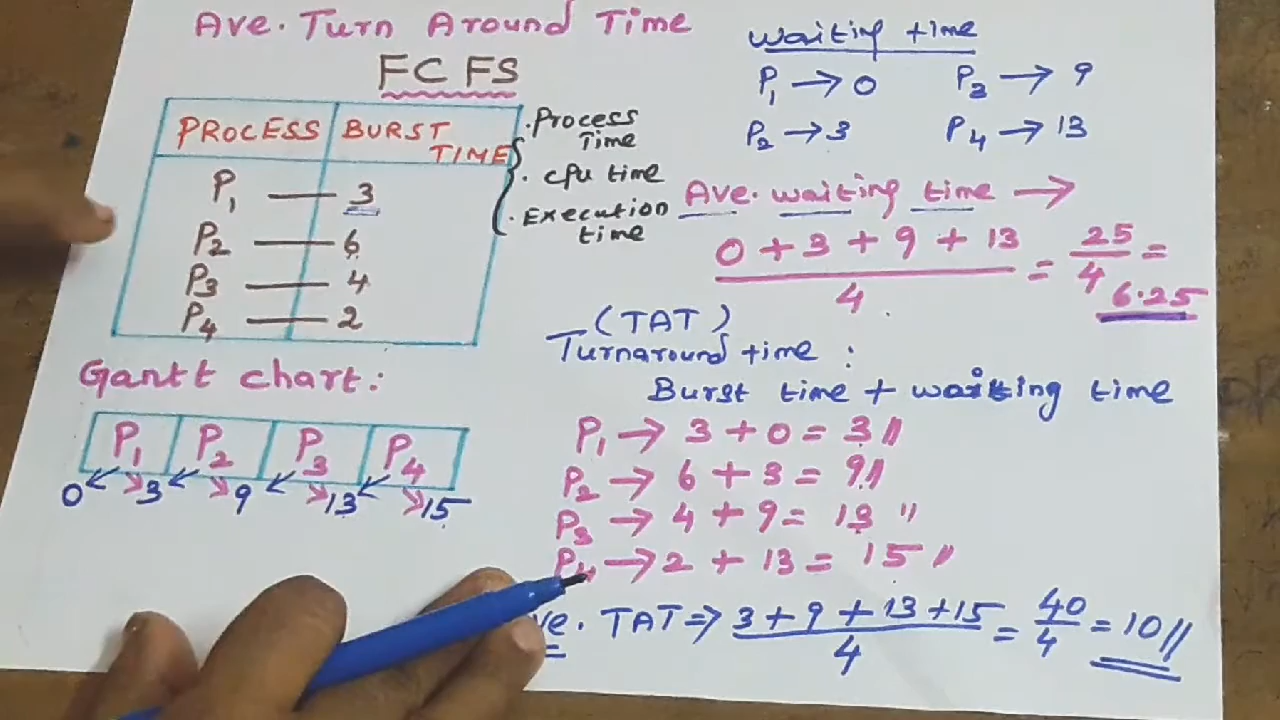 Ave. Turn Around Time
FCFS
PROCESS BURST TIME
P1 — 3
P2 — 6
P3 — 4
P4 — 2
. Process Time
. cpu time
. Execution time
Gantt chart:
P1 P2 P3 P4
0 3 9 13 15
waiting time
P1 → 0 P3 → 9
P2 → 3 P4 → 13
Ave. waiting time →
0 + 3 + 9 + 13 / 4 = 25/4 = 6.25
(TAT)
Turnaround time :
Burst time + waiting time
P1 → 3 + 0 = 3 //
P2 → 6 + 3 = 9 //
P3 → 4 + 9 = 13 "
P4 → 2 + 13 = 15 //
TAT ⇒ 3 + 9 + 13 + 15 / 4 = 40/4 = 10 //